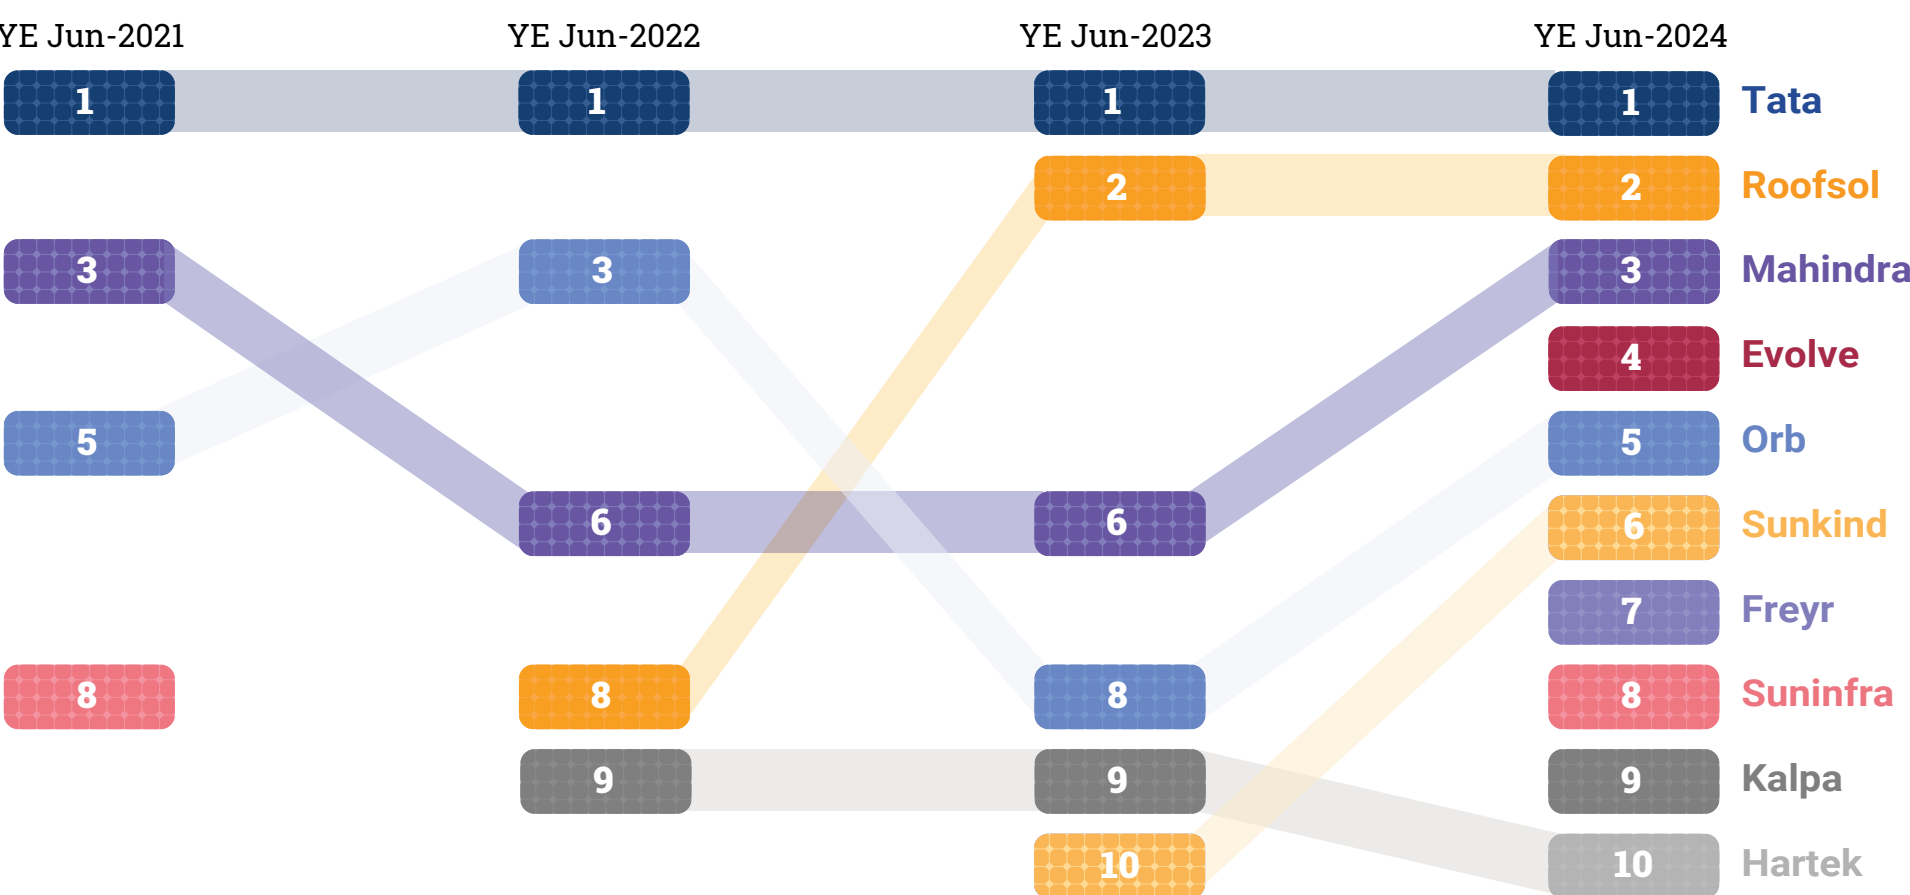 YE Jun-2021 YE Jun-2022 YE Jun-2023 YE Jun-2024
1 1 1 1 Tata
2 2 Roofsol
3 3 3 Mahindra
4 Evolve
5 5 Orb
6 6 6 Sunkind
7 Freyr
8 8 8 8 Suninfra
9 9 9 Kalpa
10 10 Hartek